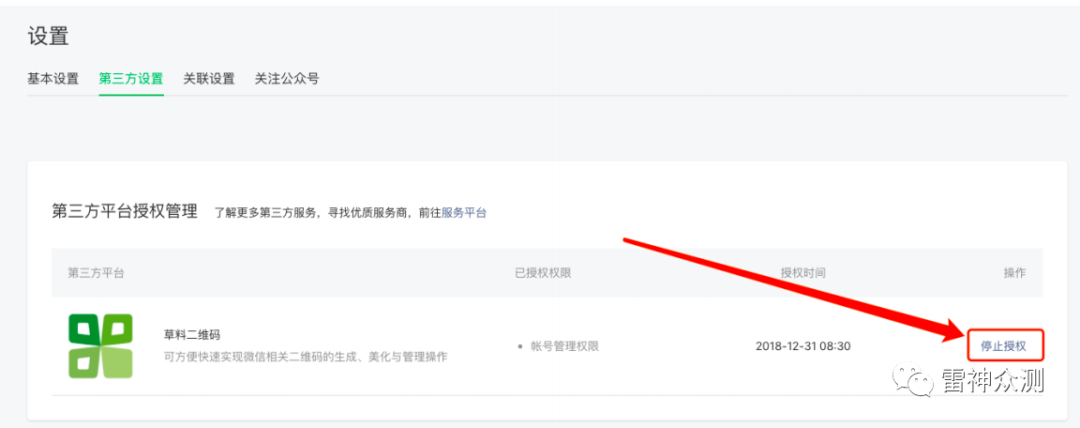 设置
基本设置 第三方设置 关联设置 关注公众号
第三方平台授权管理 了解更多第三方服务，寻找优质服务商，前往服务平台
第三方平台 已授权权限 授权时间 操作
草料二维码
可方便快速实现微信相关二维码的生成、美化与管理操作
• 帐号管理权限 2018-12-31 08:30 停止授权
雷神众测